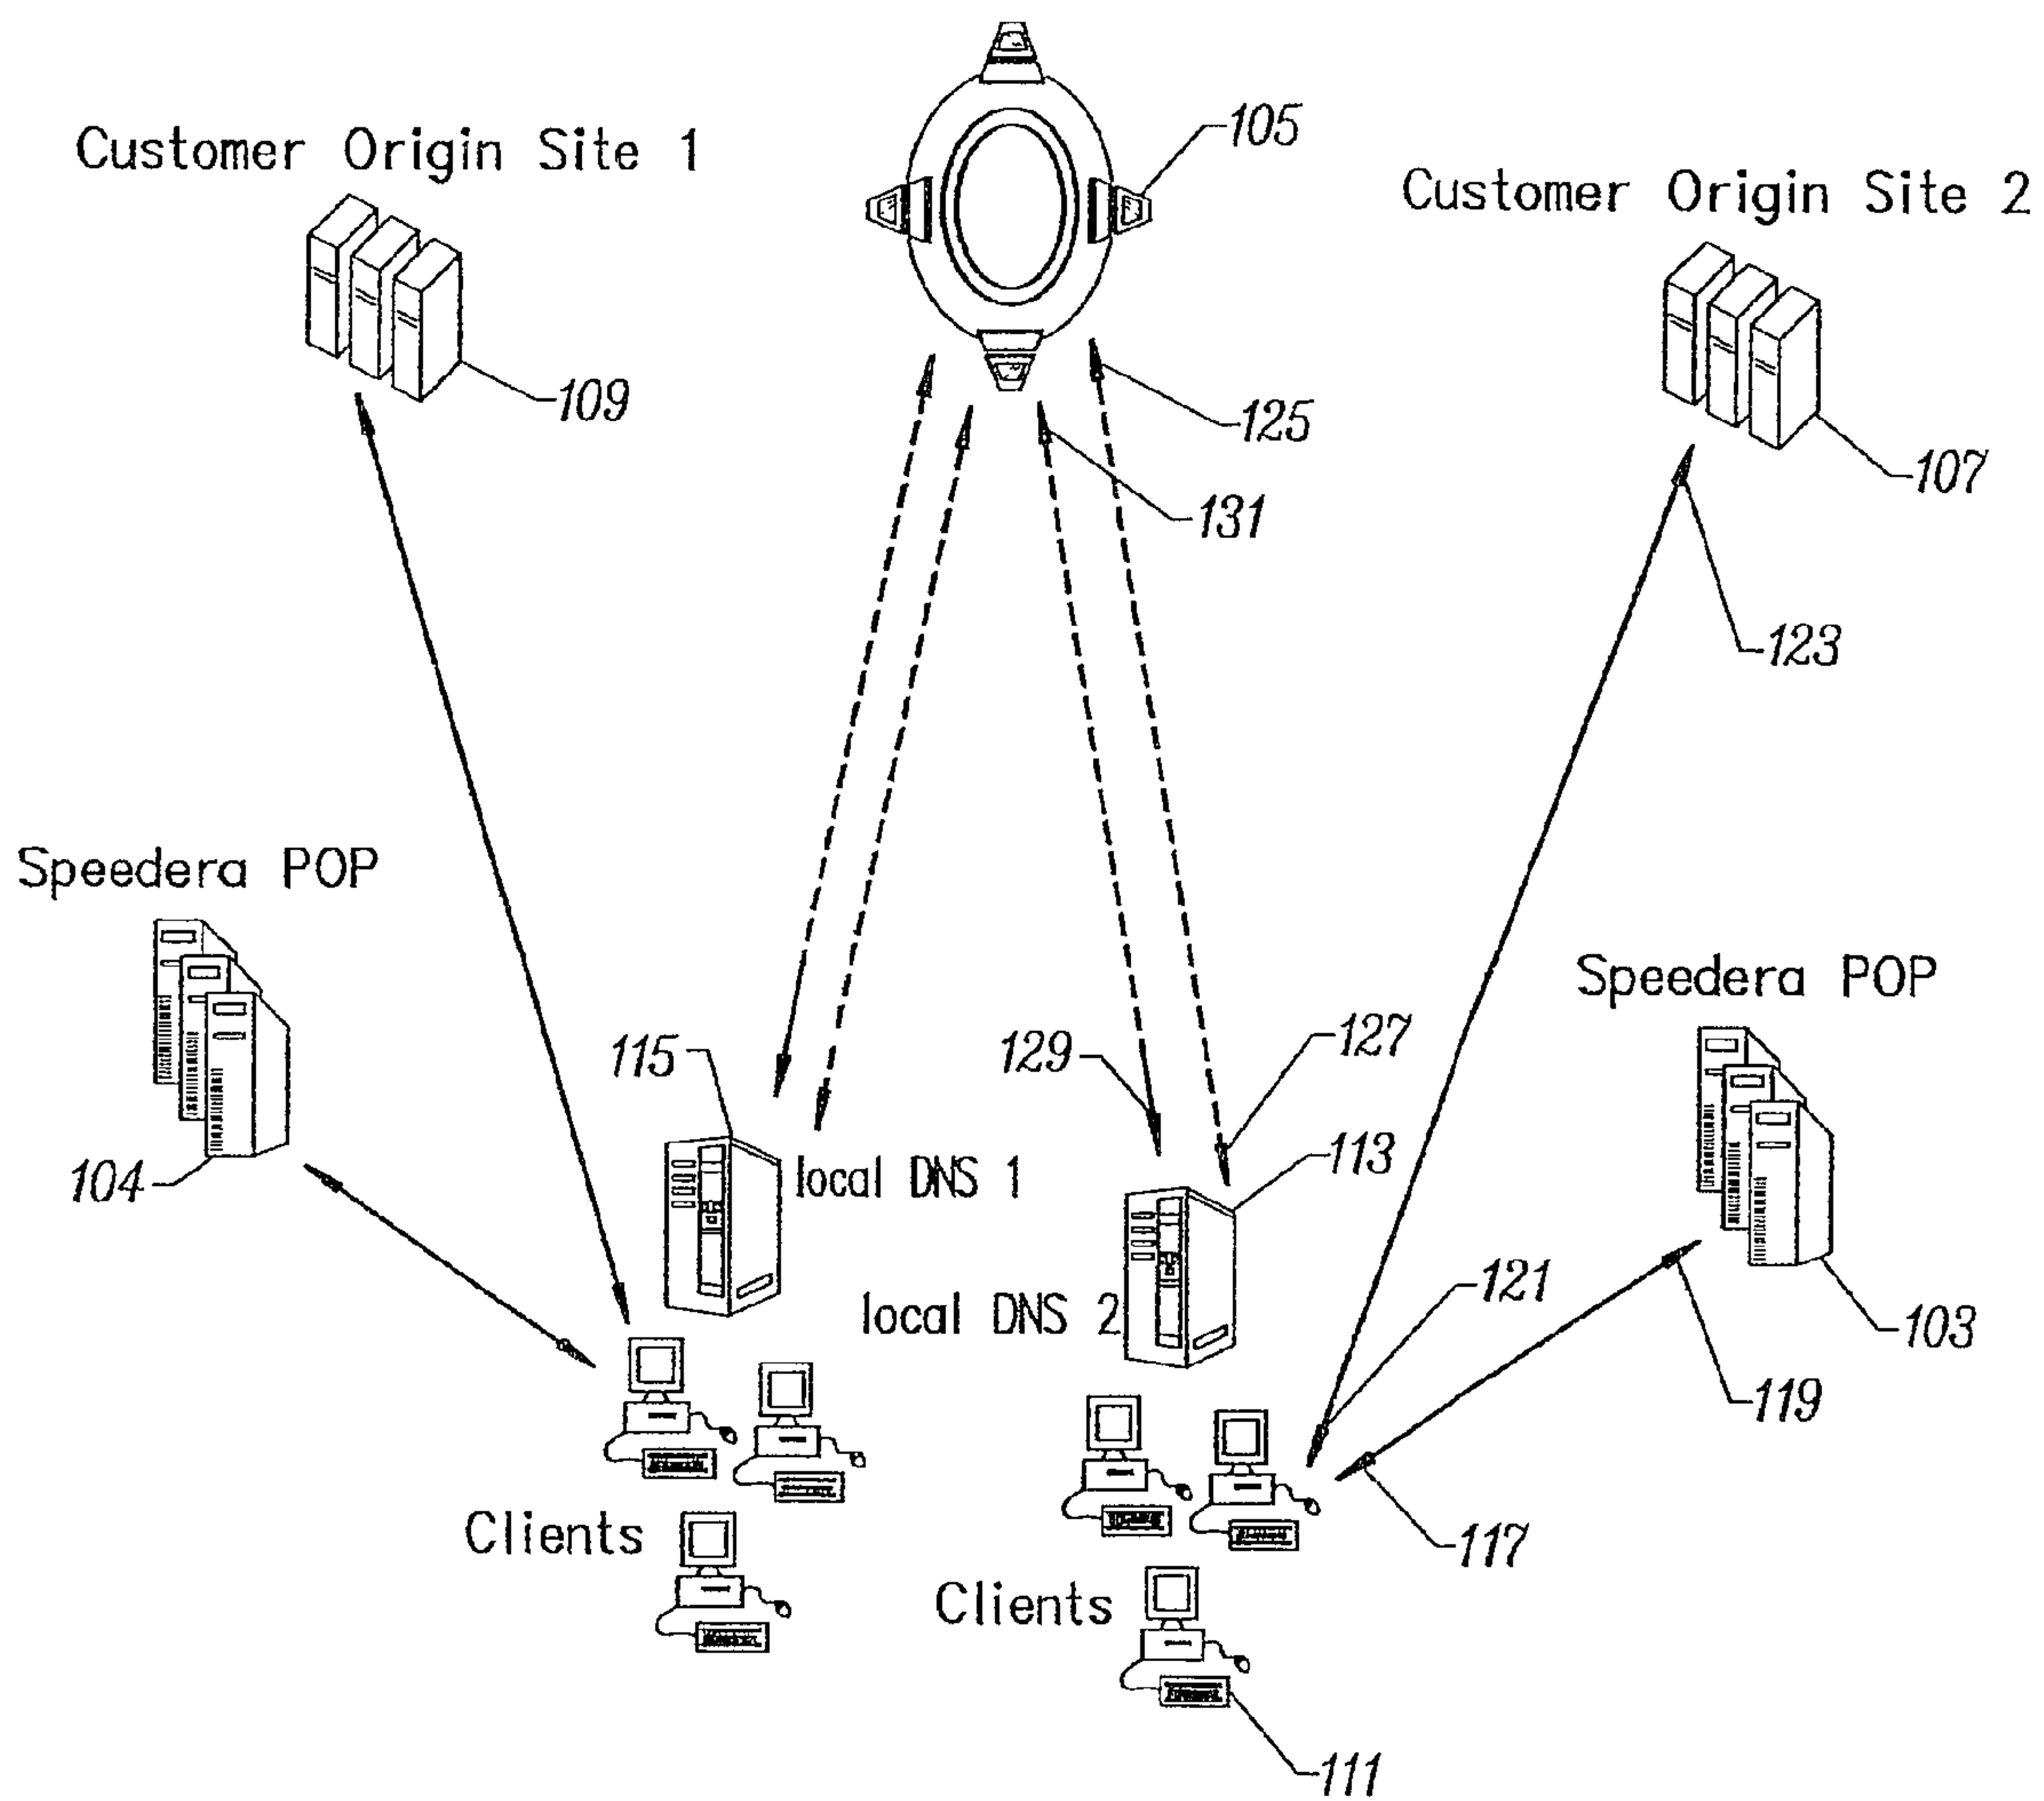 105
Customer Origin Site 1
Customer Origin Site 2
109
125
107
131
123
Speedera POP
Speedera POP
115
129
127
104
local DNS 1
113
local DNS 2
121
103
119
Clients
117
Clients
111